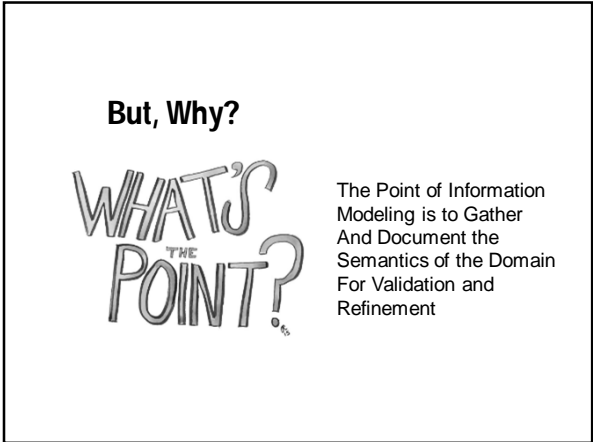 But, Why?
WHAT'S
THE
POINT?
The Point of Information
Modeling is to Gather
And Document the
Semantics of the Domain
For Validation and
Refinement